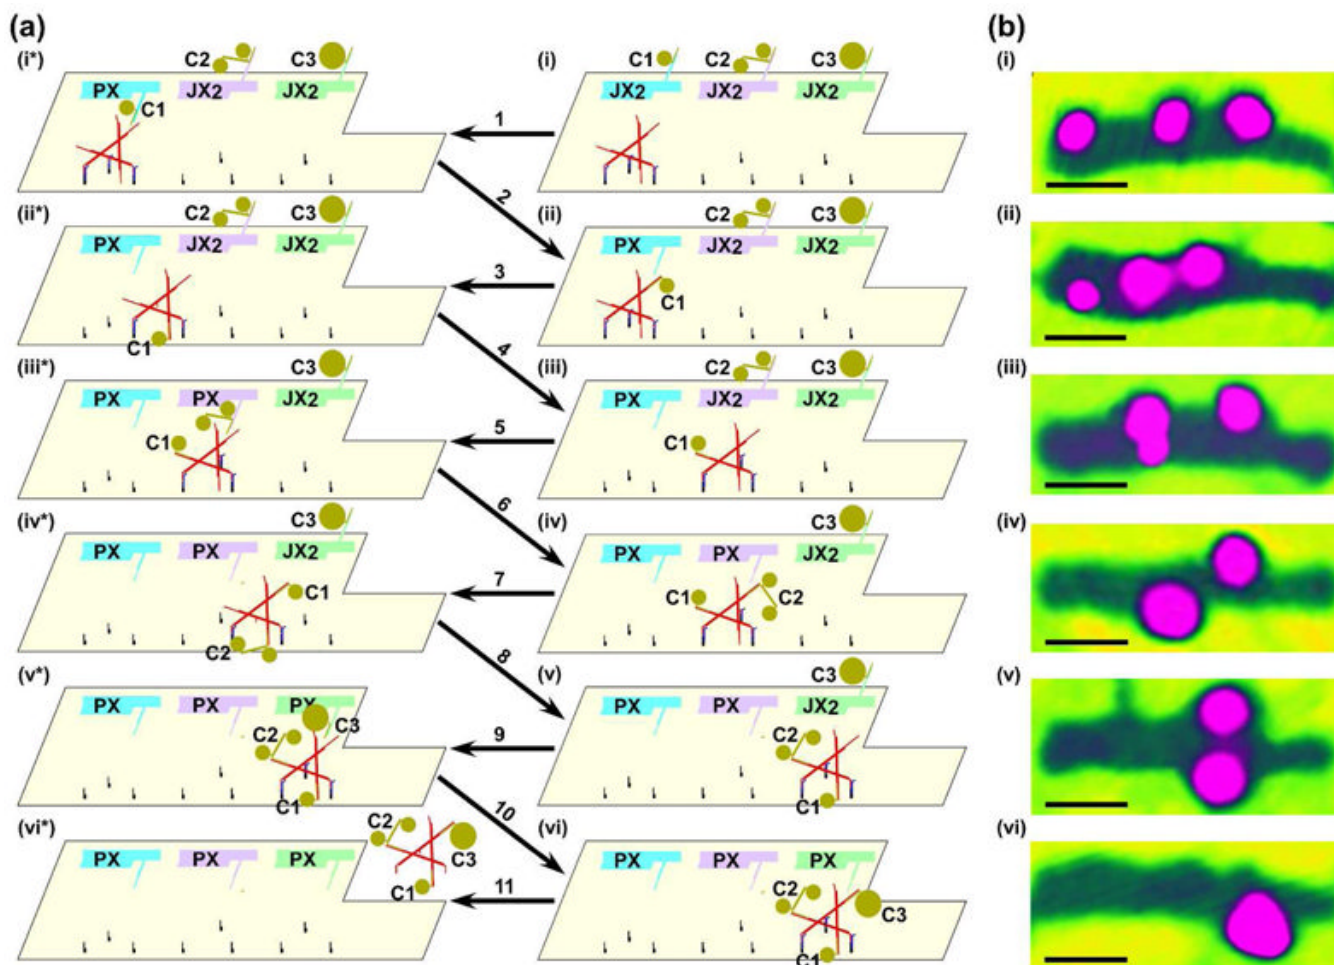 (a) (b)
(i*) C2 C3 (i) C1 C2 C3 (i)
PX JX2 JX2 JX2 JX2 JX2
C1
1
2
(ii*) C2 C3 (ii) C2 C3 (ii)
PX JX2 JX2 PX JX2 JX2
3
C1
C1
4
(iii*) C3 (iii) C2 C3 (iii)
PX PX JX2 PX JX2 JX2
C1 5 C1
6
(iv*) C3 (iv) C3 (iv)
PX PX JX2 PX PX JX2
7
C1 C1 C2
C2
8
(v*) (v) C3 (v)
PX PX PX PX PX JX2
C3
C2 9 C2
C1 C1
10
(vi*) C2 (vi) (vi)
PX PX PX C3 PX PX PX
C1 11 C2
C3
C1